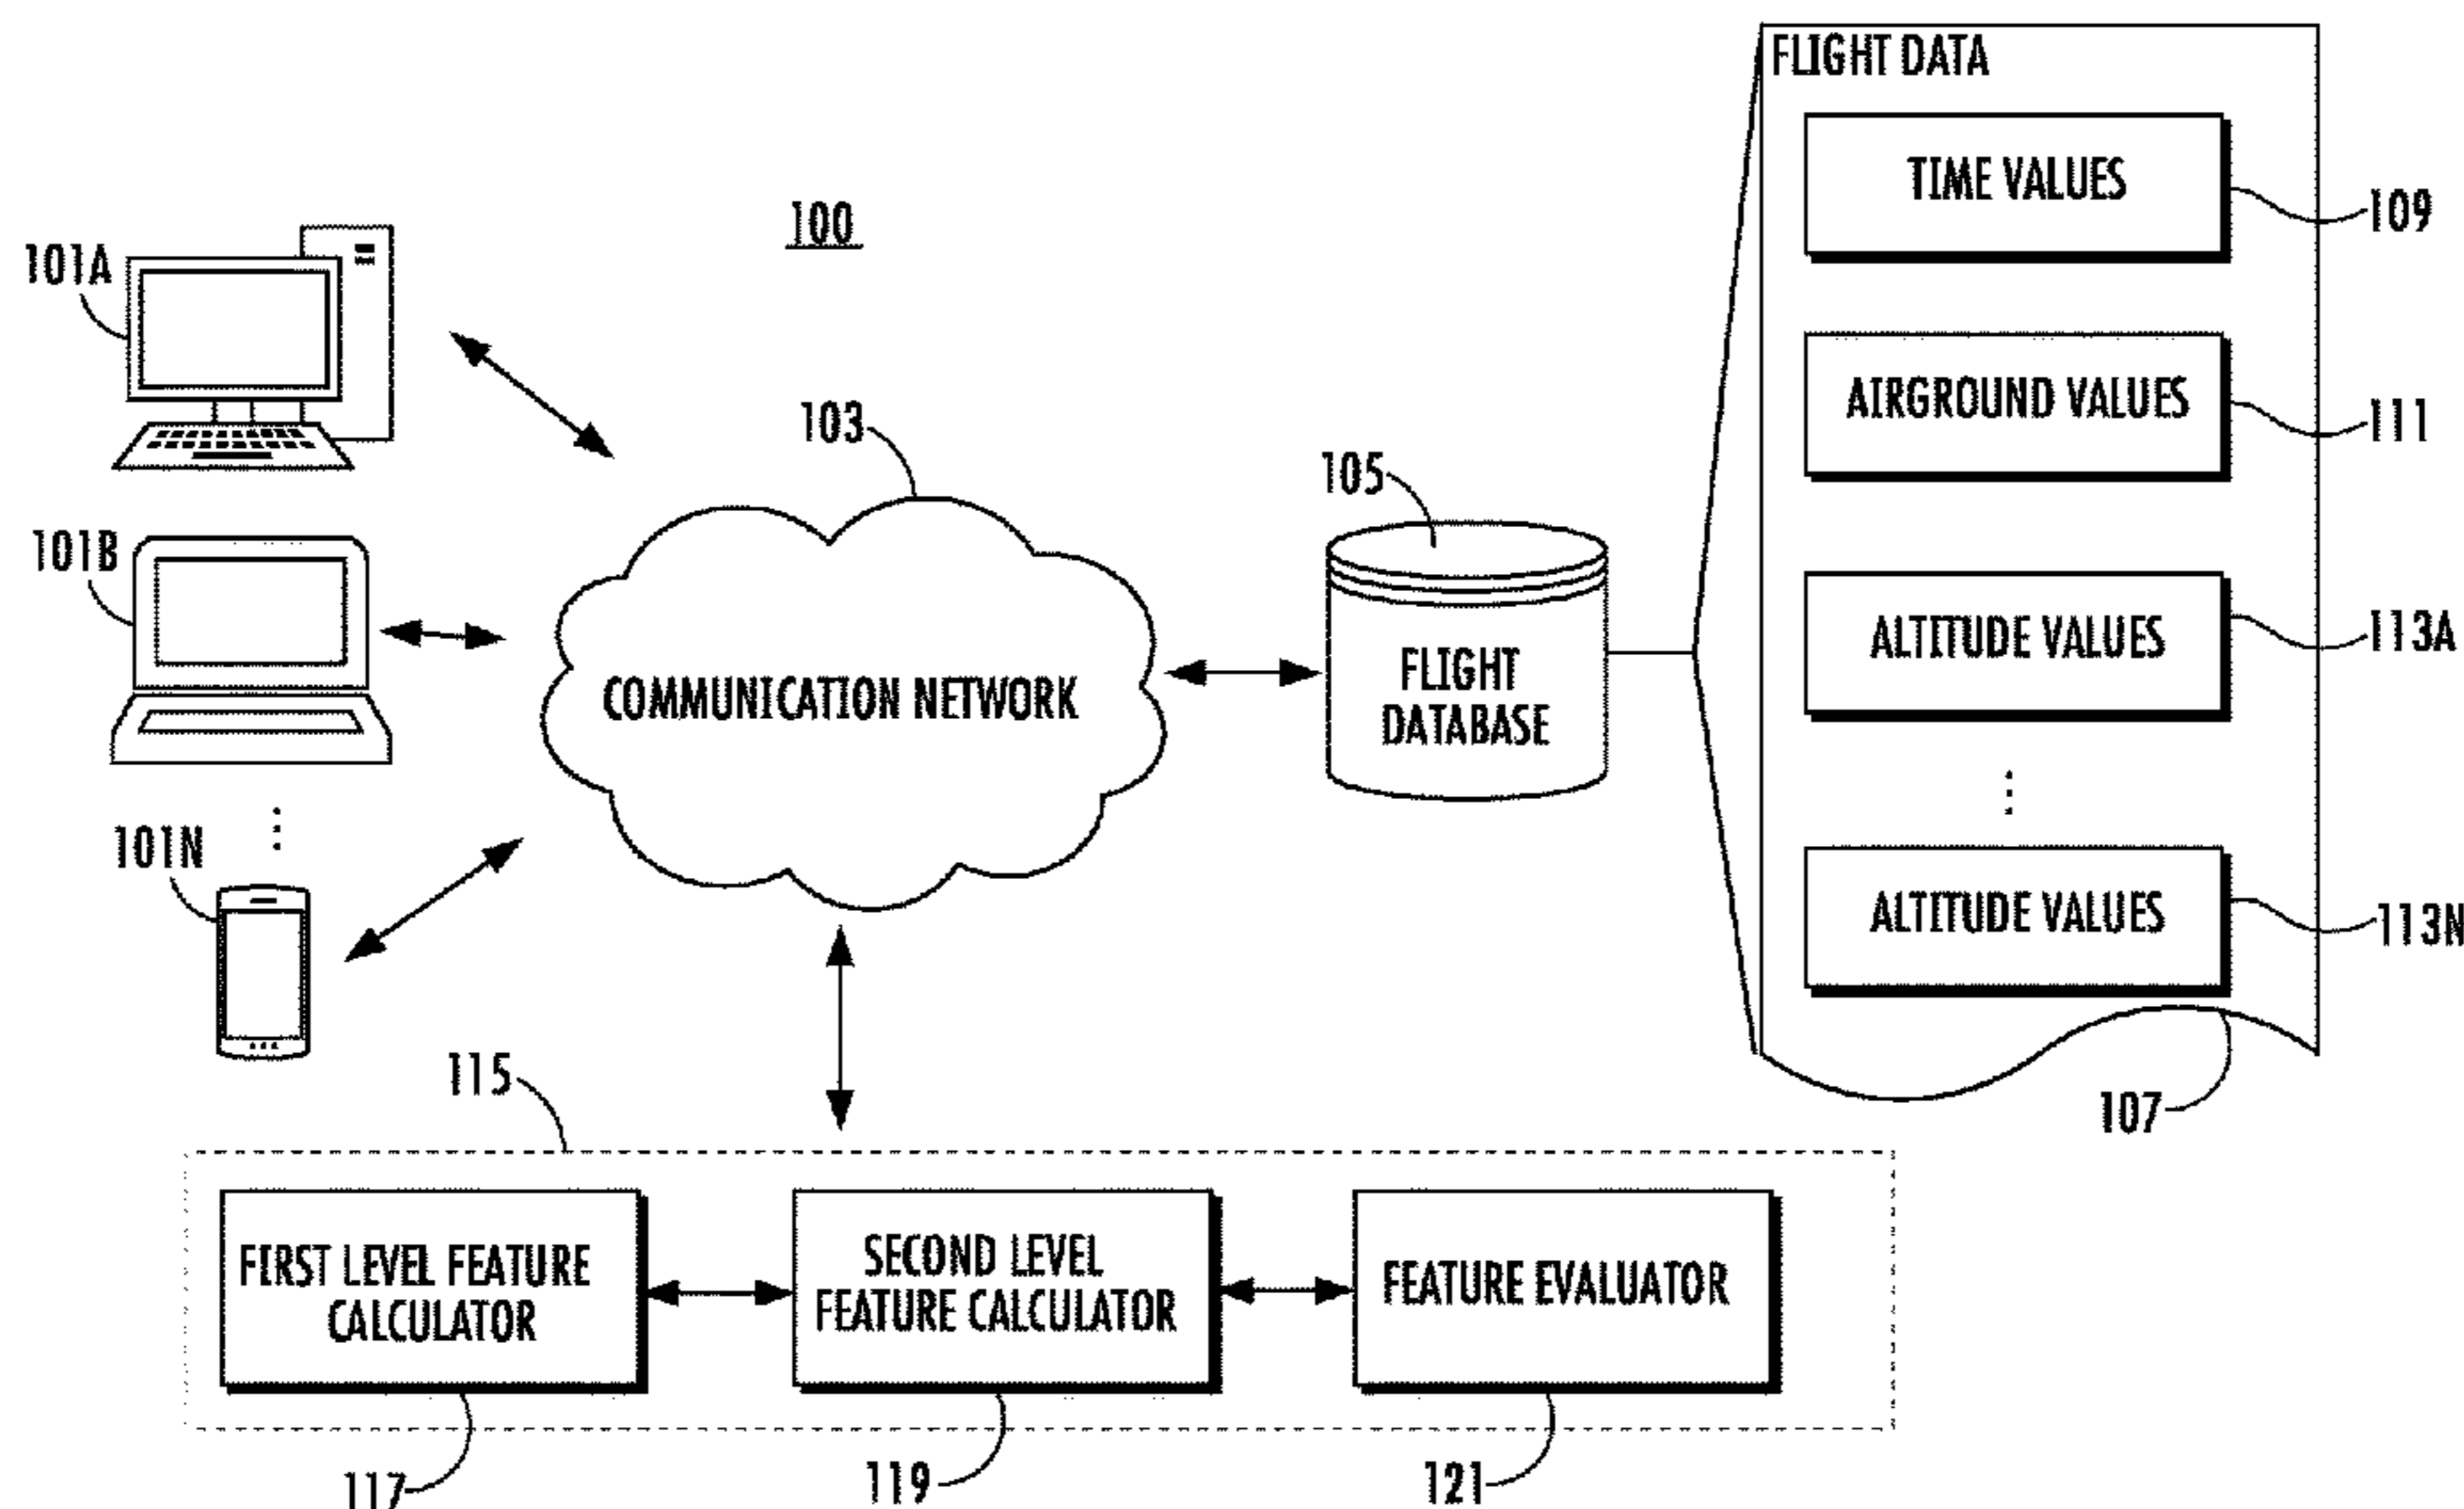 FLIGHT DATA
TIME VALUES
109
100
101A
AIRGROUND VALUES
111
103
105
101B
ALTITUDE VALUES
113A
COMMUNICATION NETWORK
FLIGHT
DATABASE
⋮
⋮
101N
ALTITUDE VALUES
113N
115
107
FIRST LEVEL FEATURE
CALCULATOR
SECOND LEVEL
FEATURE CALCULATOR
FEATURE EVALUATOR
117
119
121